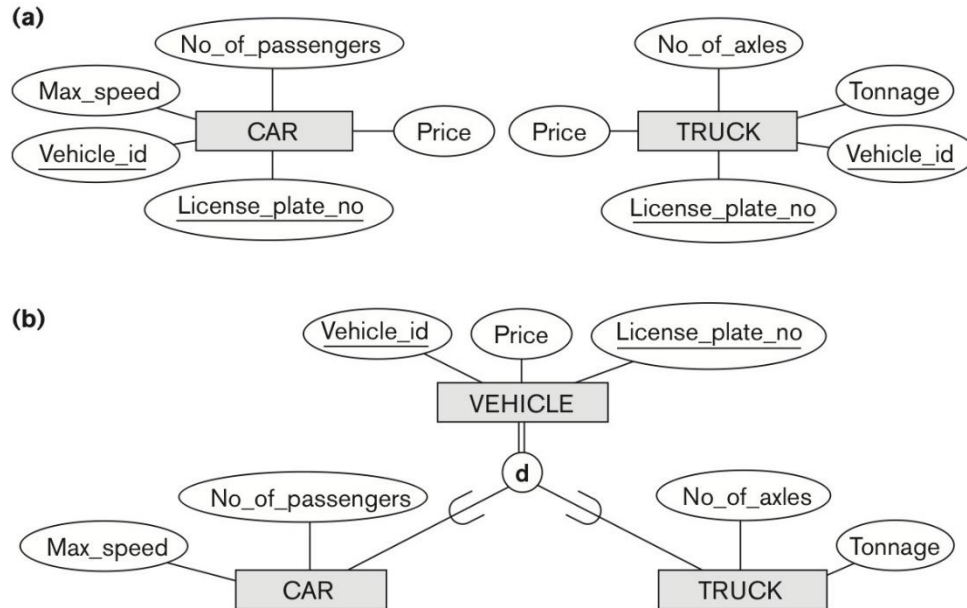 (a)
No_of_passengers
No_of_axles
Max_speed
Tonnage
CAR
Price
Price
TRUCK
Vehicle_id
Vehicle_id
License_plate_no
License_plate_no
(b)
Vehicle_id
Price
License_plate_no
VEHICLE
d
No_of_passengers
No_of_axles
Max_speed
Tonnage
CAR
TRUCK